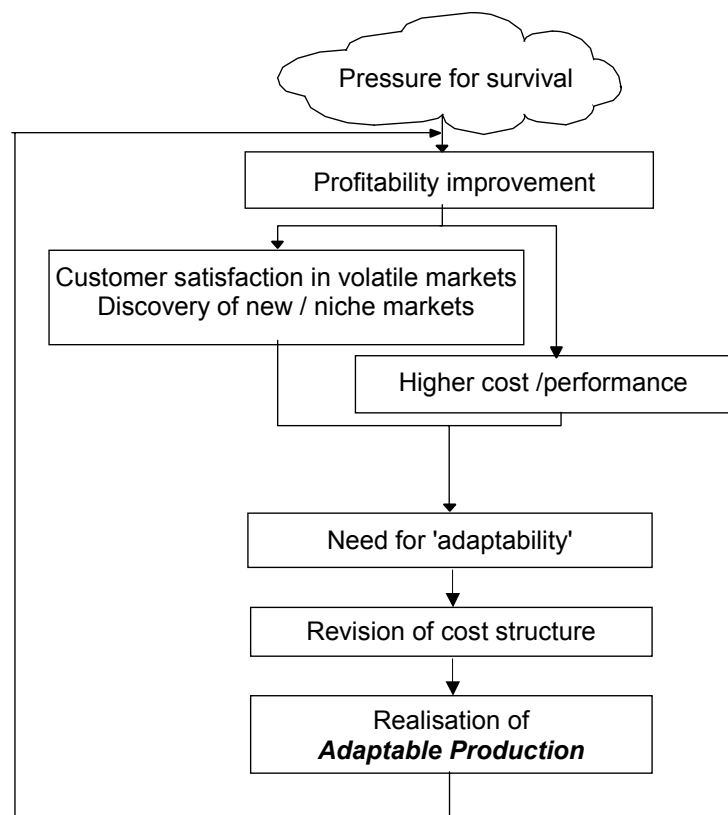 Pressure for survival
Profitability improvement
Customer satisfaction in volatile markets
Discovery of new / niche markets
Higher cost /performance
Need for 'adaptability'
Revision of cost structure
Realisation of
Adaptable Production